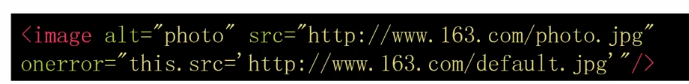 <image alt="photo" src="http://www.163.com/photo.jpg"
onerror="this.src='http://www.163.com/default.jpg'"/>